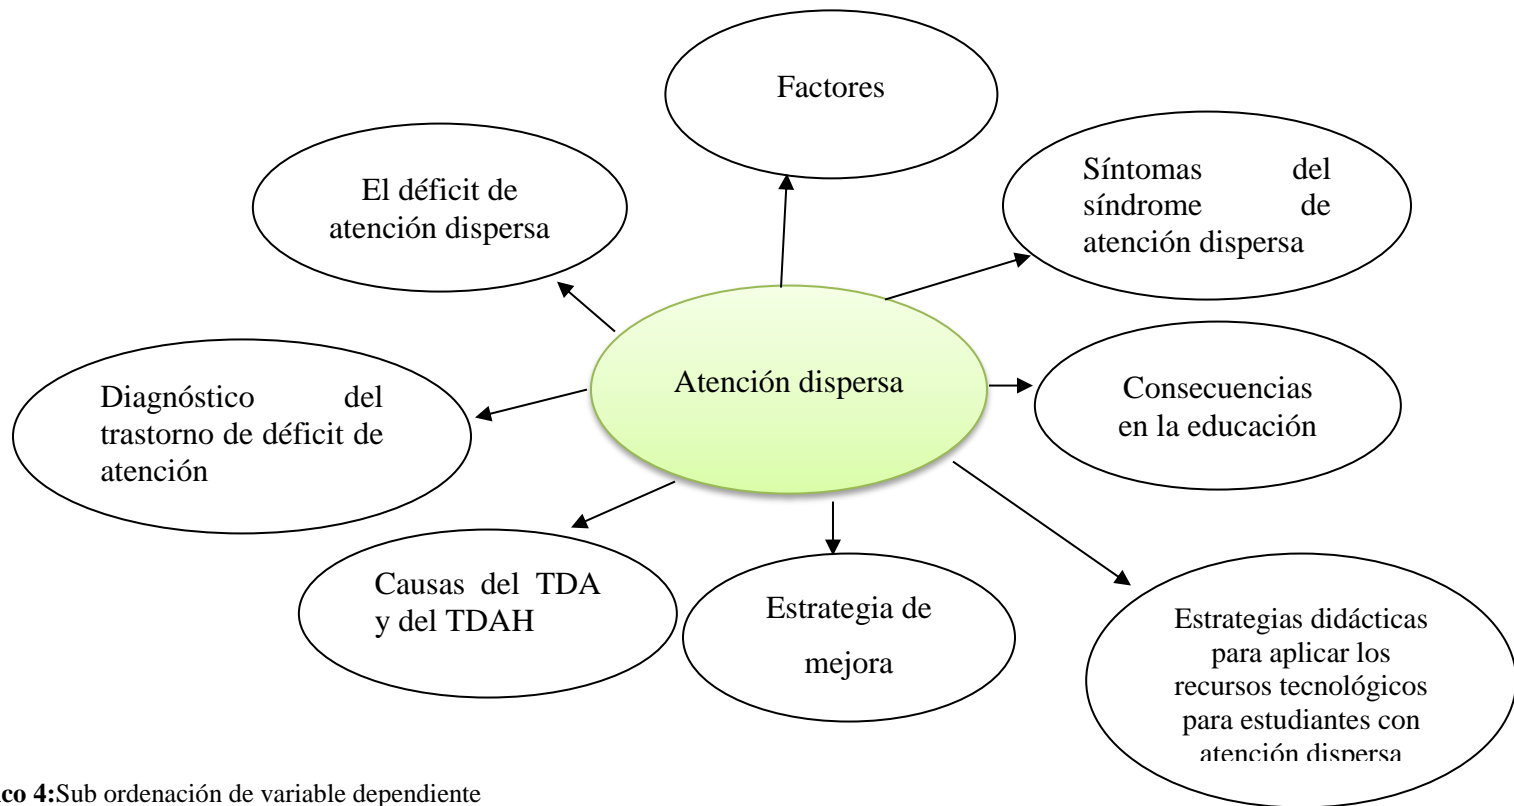 Factores
El déficit de
atención dispersa
Síntomas del
síndrome de
atención dispersa
Atención dispersa
Diagnóstico del
trastorno de déficit de
atención
Consecuencias
en la educación
Causas del TDA
y del TDAH
Estrategia de
mejora
Estrategias didácticas
para aplicar los
recursos tecnológicos
para estudiantes con
atención dispersa
ico 4:Sub ordenación de variable dependiente